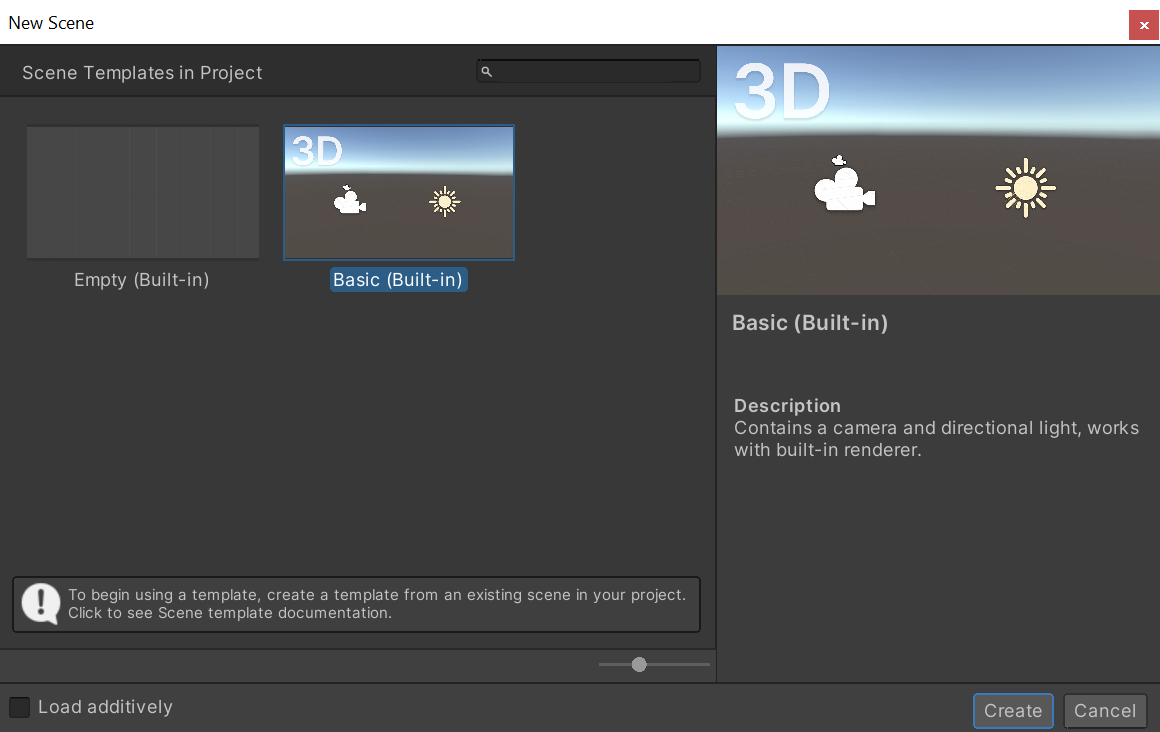 New Scene
Scene Templates in Project
3D
Empty (Built-in)
Basic (Built-in)
To begin using a template, create a template from an existing scene in your project.
Click to see Scene template documentation.
3D
Basic (Built-in)
Description
Contains a camera and directional light, works
with built-in renderer.
Load additively
Create
Cancel